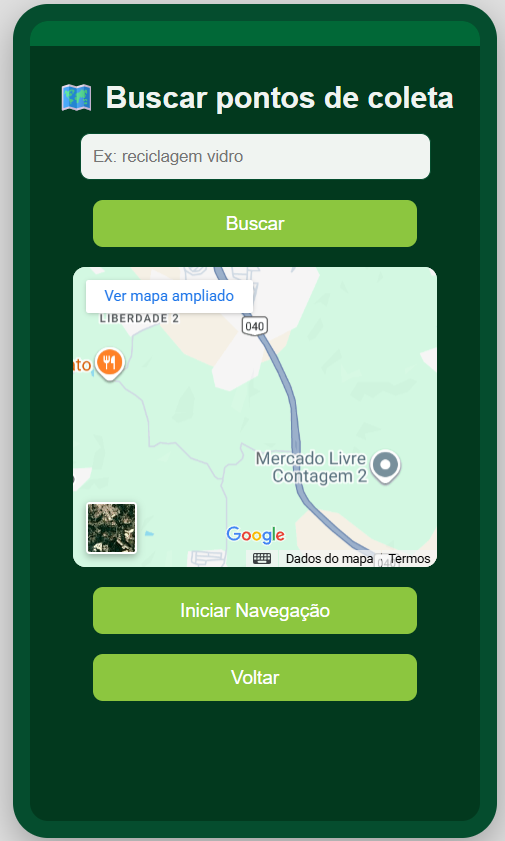 Buscar pontos de coleta
Ex: reciclagem vidro
Buscar
Ver mapa ampliado
LIBERDADE 2
040
ato
Mercado Livre
Contagem 2
Google
Dados do mapa
Termos
040
Iniciar Navegação
Voltar